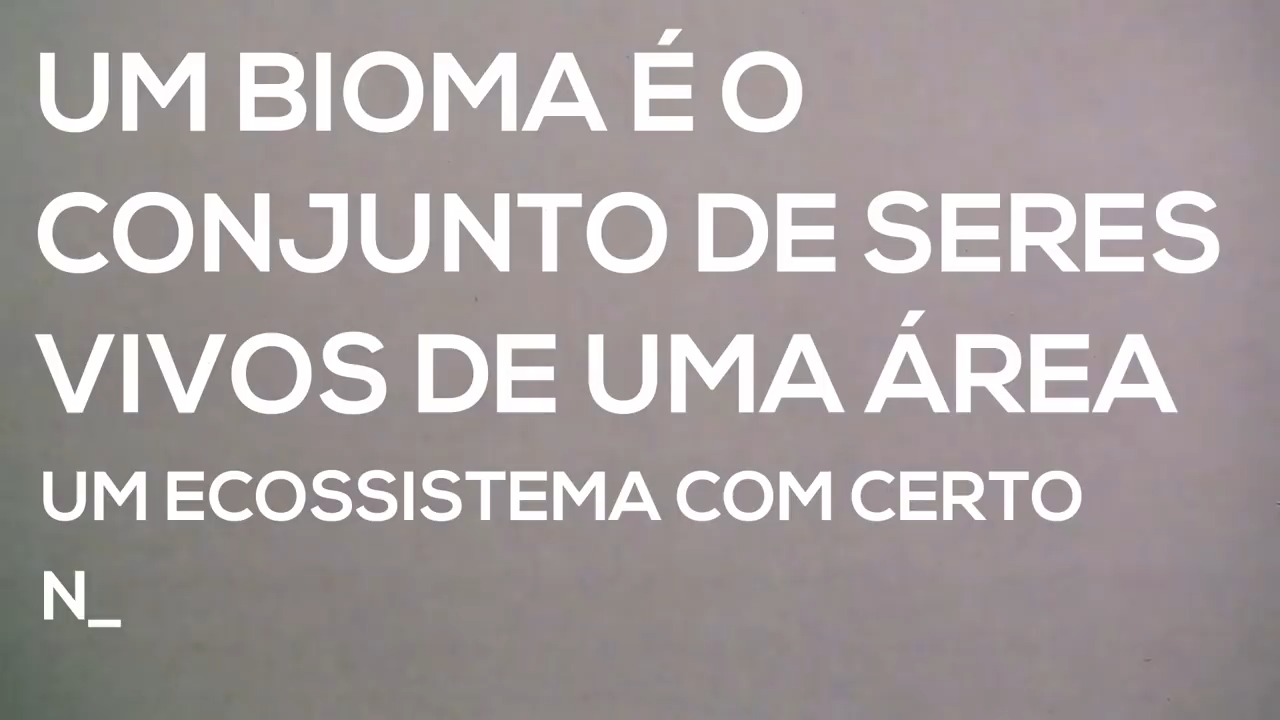 UM BIOMA É O
CONJUNTO DE SERES
VIVOS DE UMA ÁREA
UM ECOSSISTEMA COM CERTO
N_